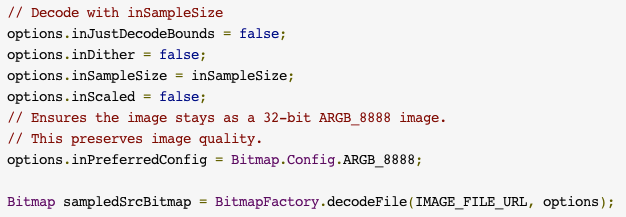 // Decode with inSampleSize
options.inJustDecodeBounds = false;
options.inDither = false;
options.inSampleSize = inSampleSize;
options.inScaled = false;
// Ensures the image stays as a 32-bit ARGB_8888 image.
// This preserves image quality.
options.inPreferredConfig = Bitmap.Config.ARGB_8888;
Bitmap sampledSrcBitmap = BitmapFactory.decodeFile(IMAGE_FILE_URL, options);